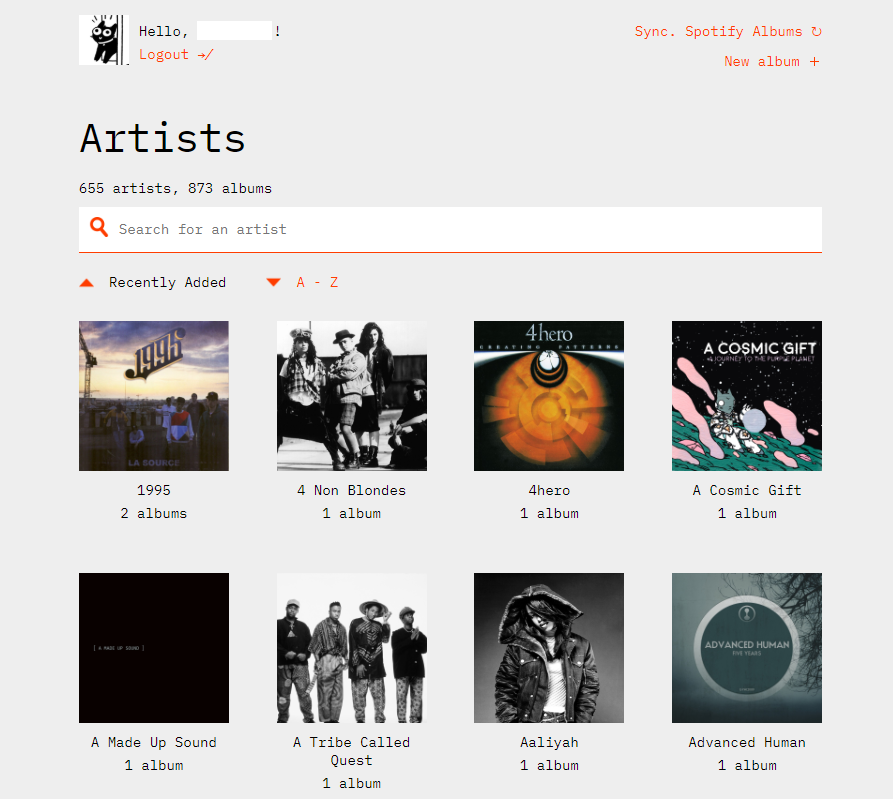 Hello, !
Logout
Sync. Spotify Albums ↻
New album +
Artists
655 artists, 873 albums
Search for an artist
Recently Added
A - Z
1995
LA SOURCE
4hero
CREATING PATTERNS
A COSMIC GIFT
A JOURNEY TO THE PURPLE PLANET
1995
4 Non Blondes
4hero
A Cosmic Gift
2 albums
1 album
1 album
1 album
[ A MADE UP SOUND ]
ADVANCED HUMAN
FIVE YEARS
A Made Up Sound
A Tribe Called
Quest
Aaliyah
Advanced Human
1 album
1 album
1 album
1 album